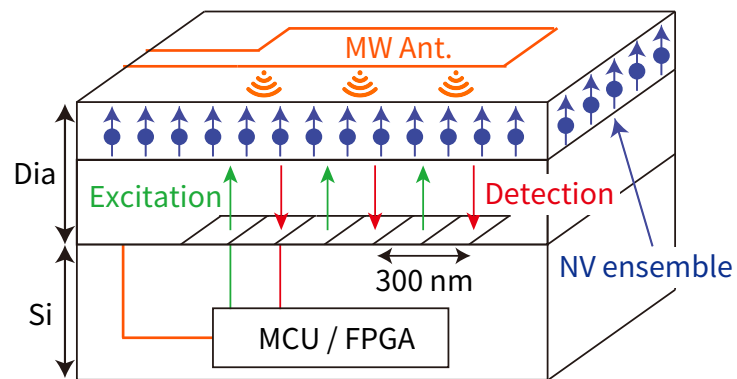 MW Ant.
Dia
Excitation
Detection
300 nm
NV ensemble
Si
MCU / FPGA